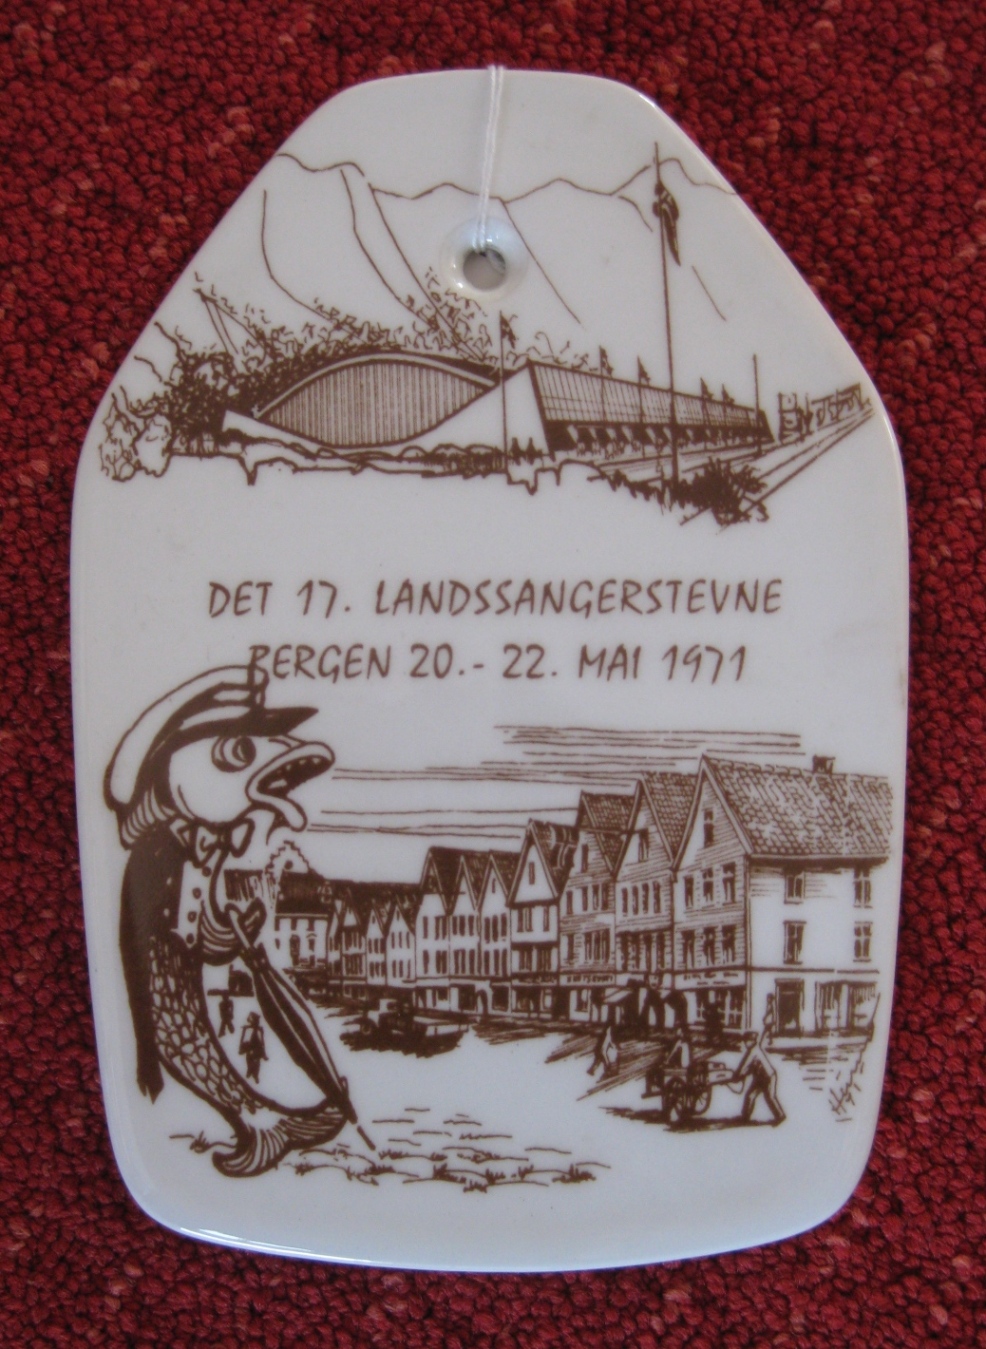 DET 17. LANDSSANGERSTEVNE
BERGEN 20.- 22. MAI 1971